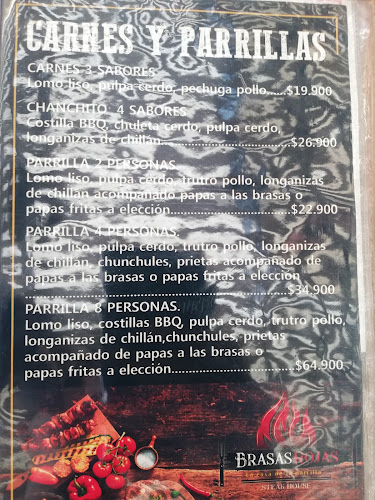 CARNES Y PARRILLAS
CARNES 3 SABORES
Lomo liso, pulpa cerdo, pechuga pollo......$19.900
CHANCHITO 4 SABORES
Costilla BBQ, chuleta cerdo, pulpa cerdo,
longanizas de chillán..............................$26.900
PARRILLA 2 PERSONAS
Lomo liso, pulpa cerdo, trutro pollo, longanizas
de chillán acompañado papas a las brasas o
papas fritas a elección.........................$22.900
PARRILLA 4 PERSONAS.
Lomo liso, pulpa cerdo, trutro pollo, longanizas
de chillán, chunchules, prietas acompañado de
papas a las brasas o papas fritas a elección
.......................................................$34.900
PARRILLA 8 PERSONAS.
Lomo liso, costillas BBQ, pulpa cerdo, trutro pollo,
longanizas de chillán,chunchules, prietas
acompañado de papas a las brasas o
papas fritas a elección..........................$64.900
BRASAS
STEAK HOUSE